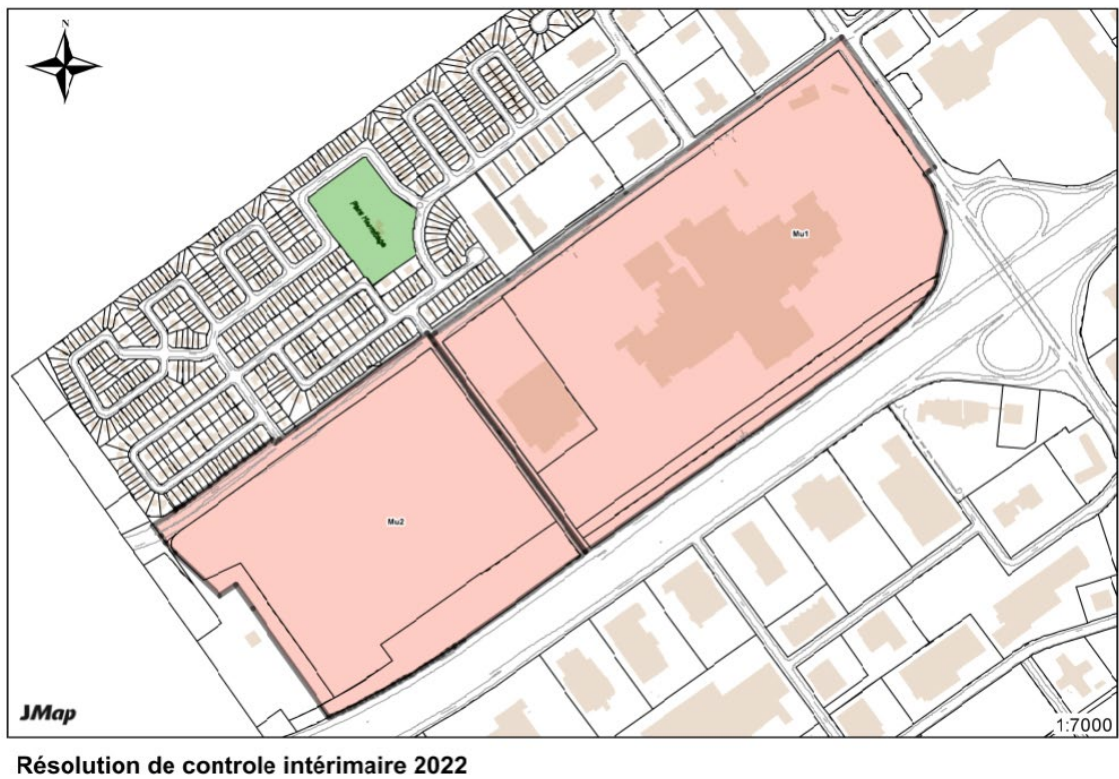 N
Parc Hermitage
Mu1
Mu2
JMap
1:7000
Résolution de controle intérimaire 2022